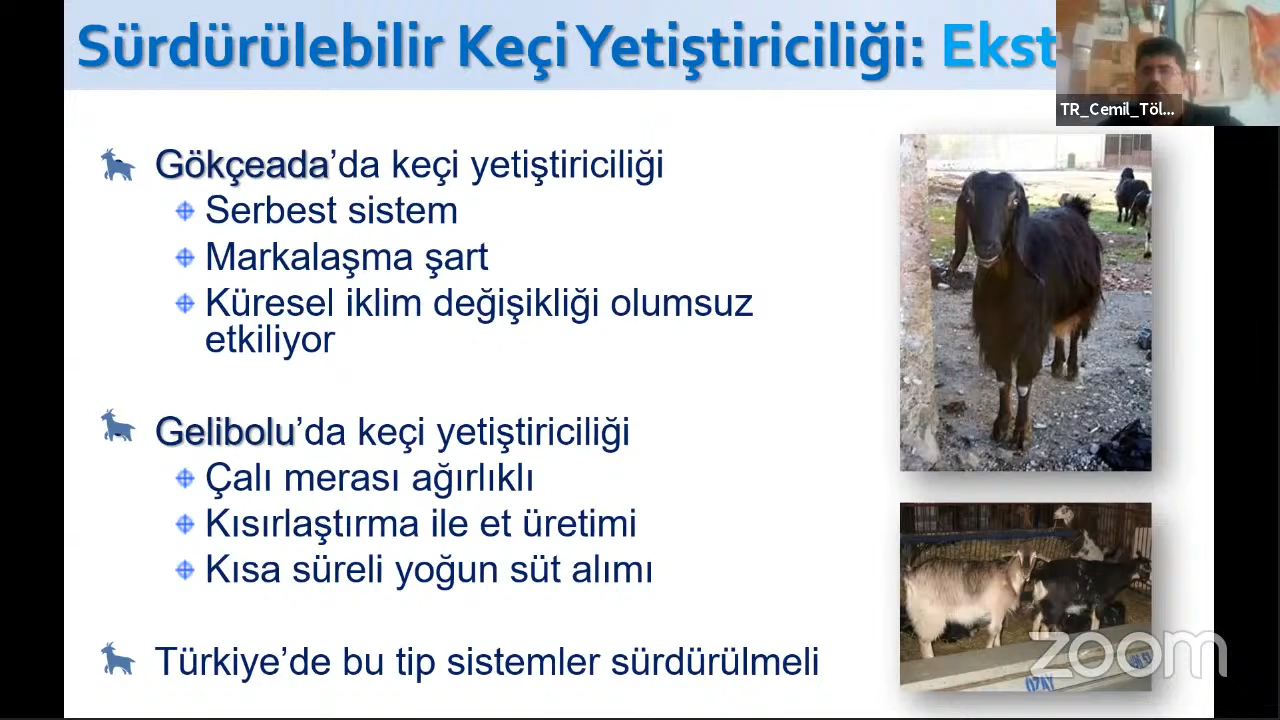 Sürdürülebilir Keçi Yetiştiriciliği: Ekst
TR_Cemil_Töl...
Gökçeada’da keçi yetiştiriciliği
Serbest sistem
Markalaşma şart
Küresel iklim değişikliği olumsuz
etkiliyor
Gelibolu’da keçi yetiştiriciliği
Çalı merası ağırlıklı
Kısırlaştırma ile et üretimi
Kısa süreli yoğun süt alımı
Türkiye’de bu tip sistemler sürdürülmeli
zoom